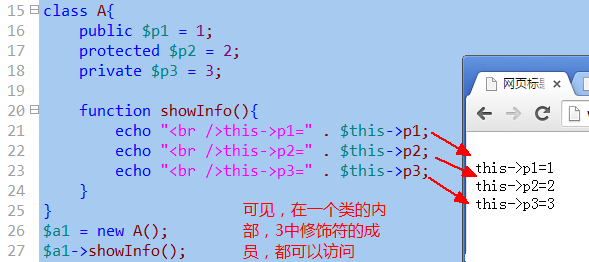 15 class A{
16 public $p1 = 1;
17 protected $p2 = 2;
18 private $p3 = 3;
19
20 function showInfo(){
21 echo "<br />this->p1=" . $this->p1;
22 echo "<br />this->p2=" . $this->p2;
23 echo "<br />this->p3=" . $this->p3;
24 }
25 }
26 $a1 = new A();
27 $a1->showInfo();
可见，在一个类的内
部，3中修饰符的成
员，都可以访问
网页标题
this->p1=1
this->p2=2
this->p3=3